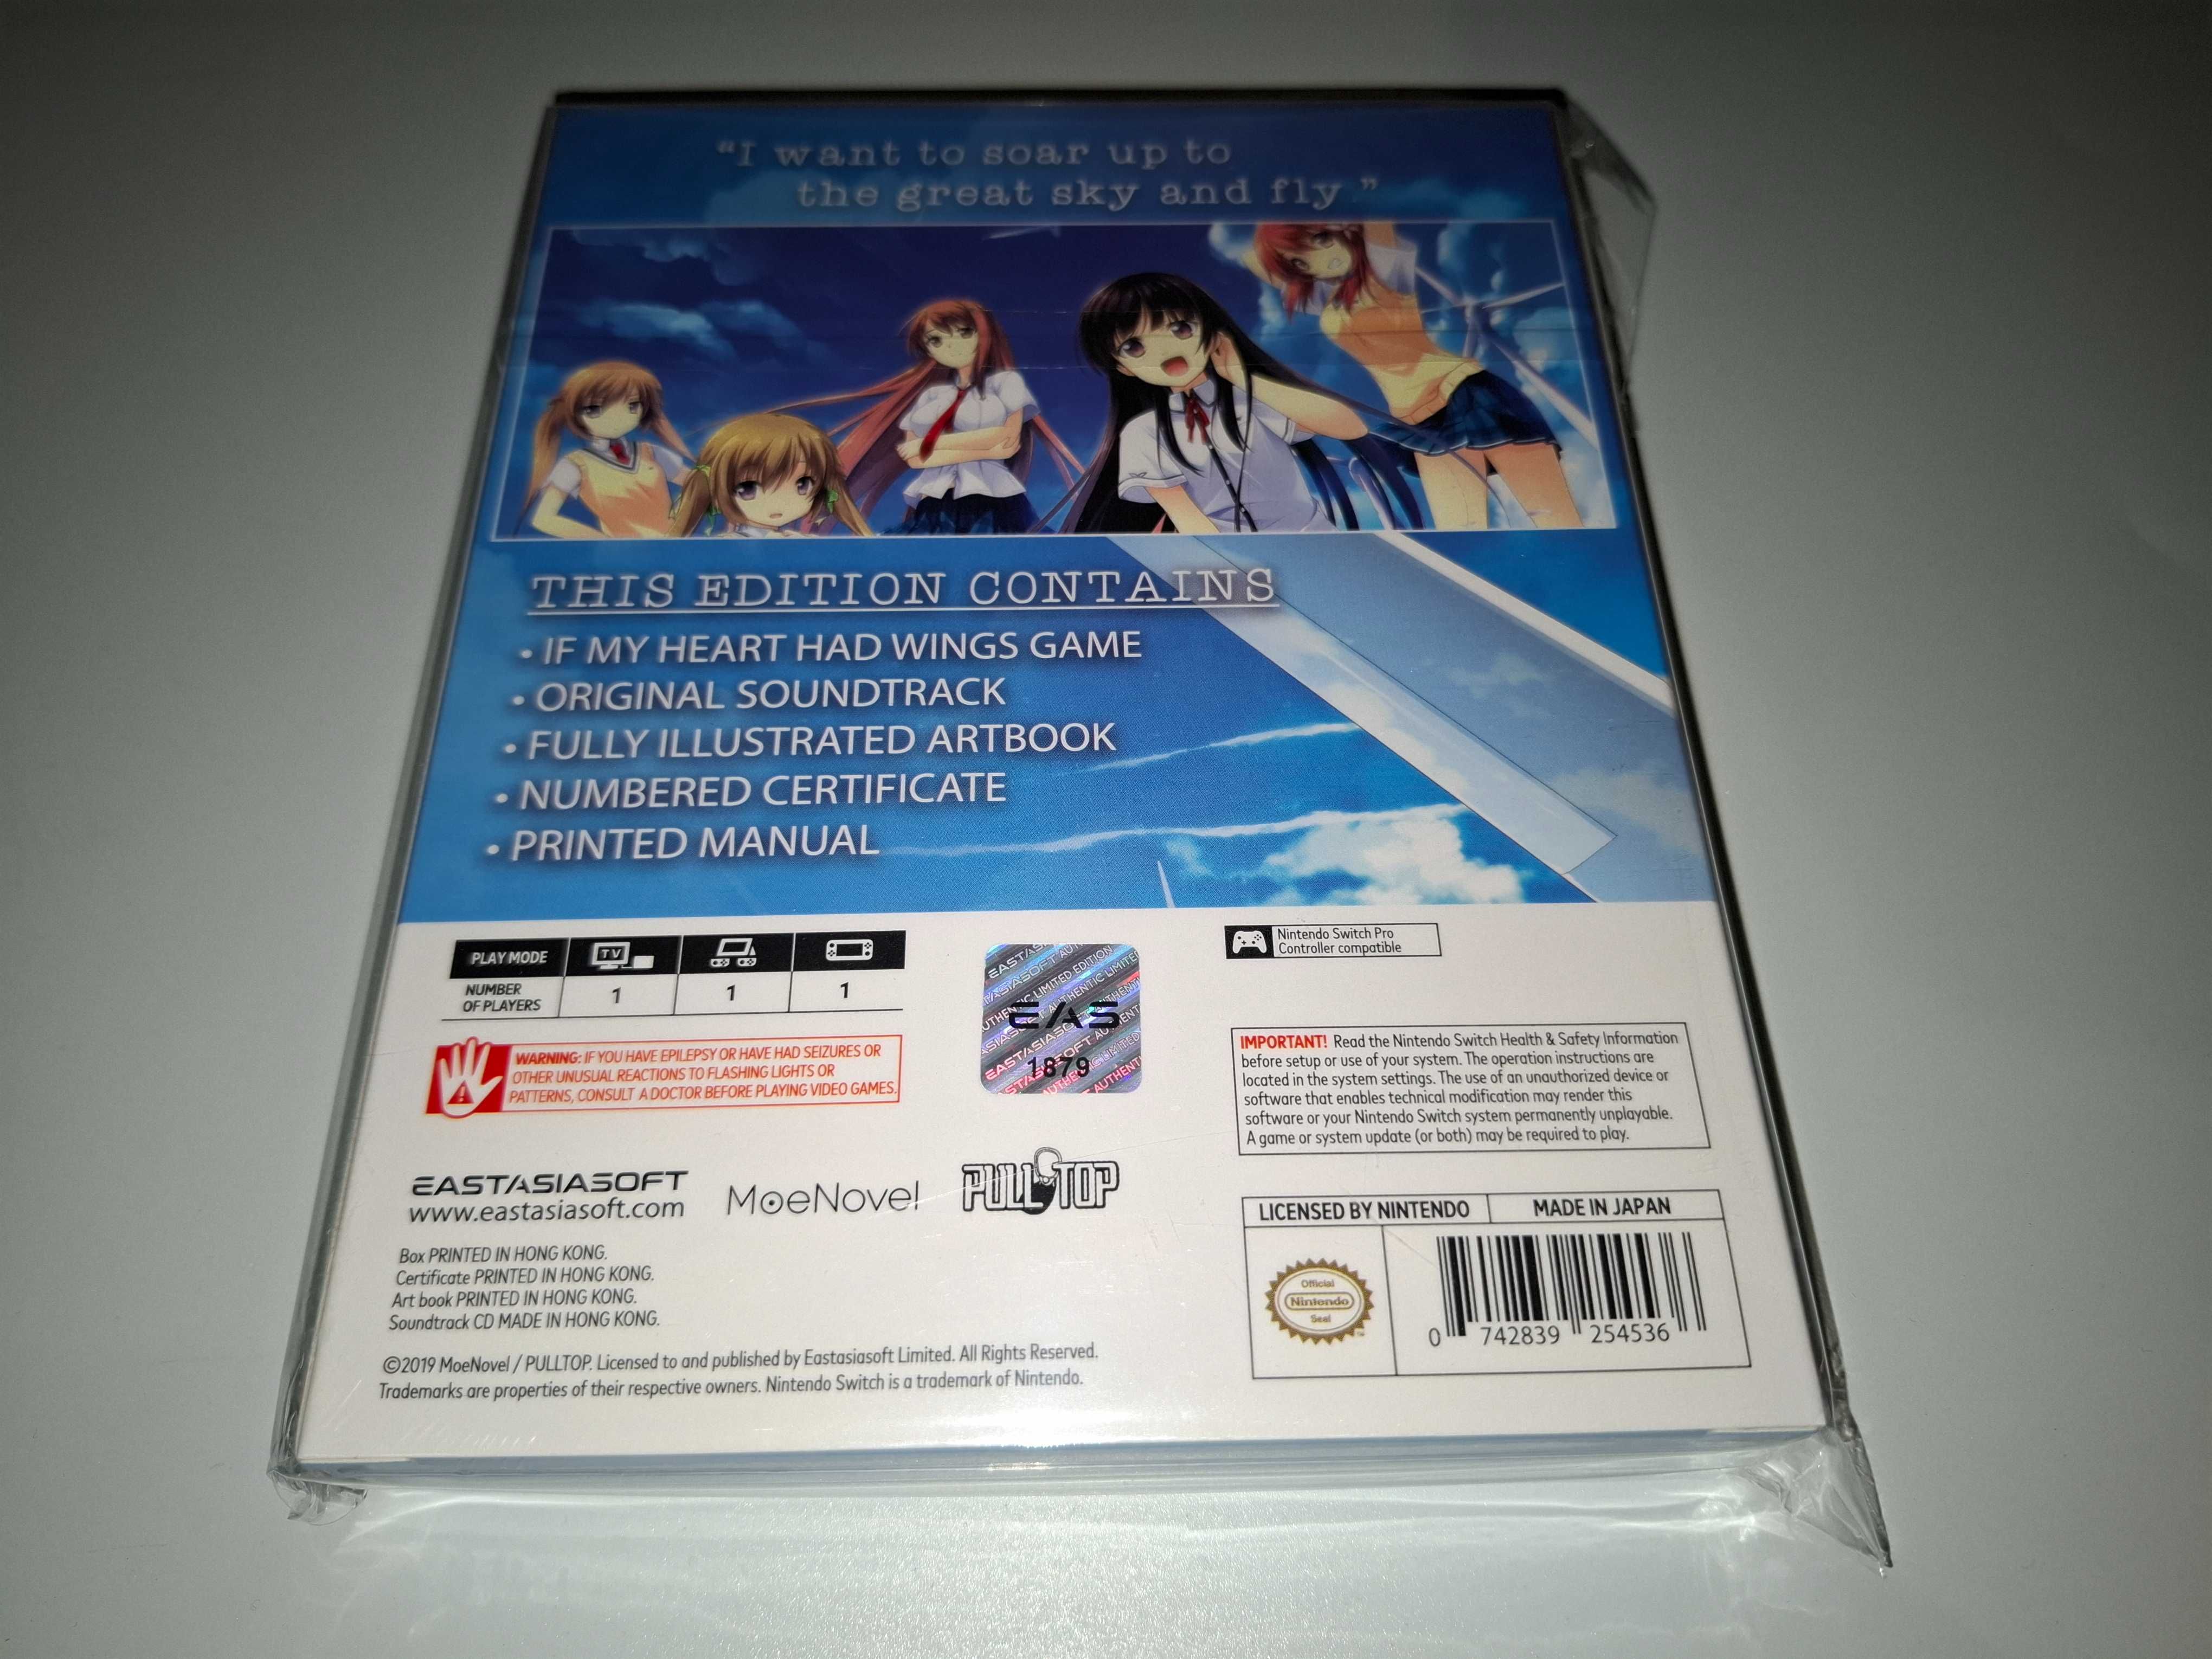 "I want to soar up to
the great sky and fly"
THIS EDITION CONTAINS
• IF MY HEART HAD WINGS GAME
• ORIGINAL SOUNDTRACK
• FULLY ILLUSTRATED ARTBOOK
• NUMBERED CERTIFICATE
• PRINTED MANUAL
PLAY MODE TV
NUMBER
OF PLAYERS
1 1 1
EAS
1879
Nintendo Switch Pro
Controller compatible
WARNING: IF YOU HAVE EPILEPSY OR HAVE HAD SEIZURES OR
OTHER UNUSUAL REACTIONS TO FLASHING LIGHTS OR
PATTERNS, CONSULT A DOCTOR BEFORE PLAYING VIDEO GAMES.
IMPORTANT! Read the Nintendo Switch Health & Safety Information
before setup or use of your system. The operation instructions are
located in the system settings. The use of an unauthorized device or
software that enables technical modification may render this
software or your Nintendo Switch system permanently unplayable.
A game or system update (or both) may be required to play.
EASTASIASOFT
www.eastasiasoft.com
MoeNovel
PULLTOP
LICENSED BY NINTENDO
MADE IN JAPAN
Official
Nintendo
Seal
0 742839 254536
Box PRINTED IN HONG KONG.
Certificate PRINTED IN HONG KONG.
Art book PRINTED IN HONG KONG.
Soundtrack CD MADE IN HONG KONG.
©2019 MoeNovel / PULLTOP. Licensed to and published by Eastasiasoft Limited. All Rights Reserved.
Trademarks are properties of their respective owners. Nintendo Switch is a trademark of Nintendo.